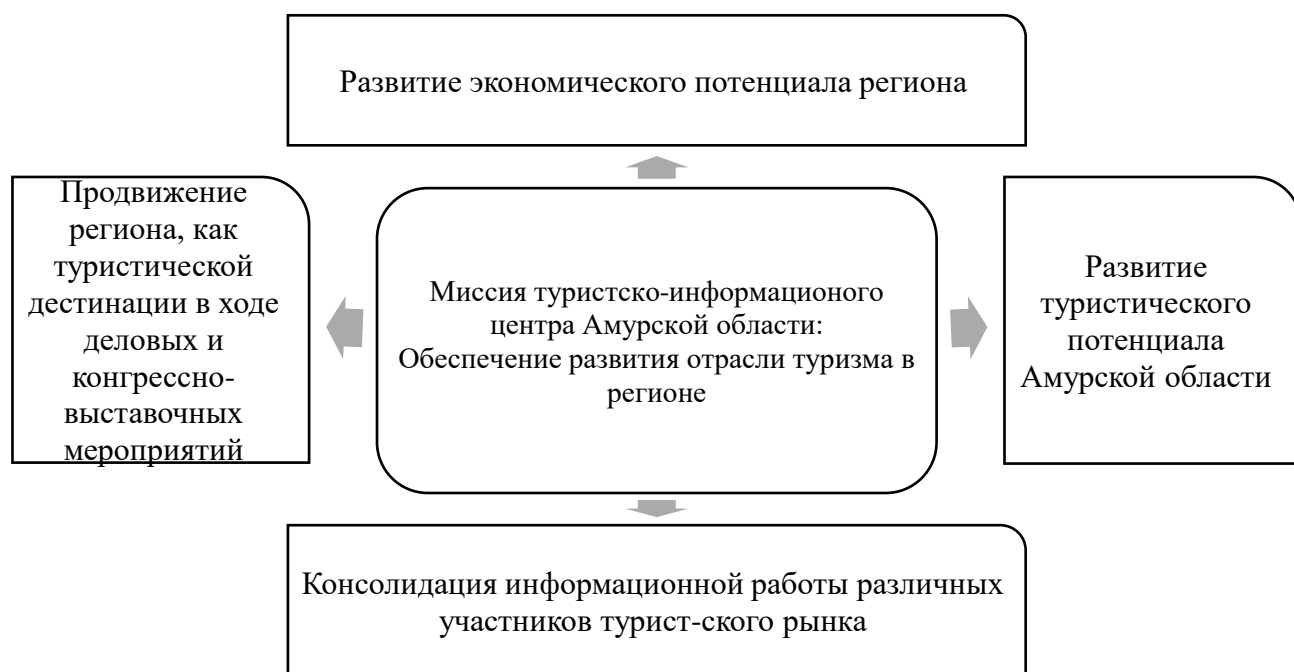 Развитие экономического потенциала региона
Продвижение
региона, как
туристической
дестинации в ходе
деловых и
конгрессно-
выставочных
мероприятий
Миссия туристско-информационого
центра Амурской области:
Обеспечение развития отрасли туризма в
регионе
Развитие
туристического
потенциала
Амурской области
Консолидация информационной работы различных
участников турист-ского рынка